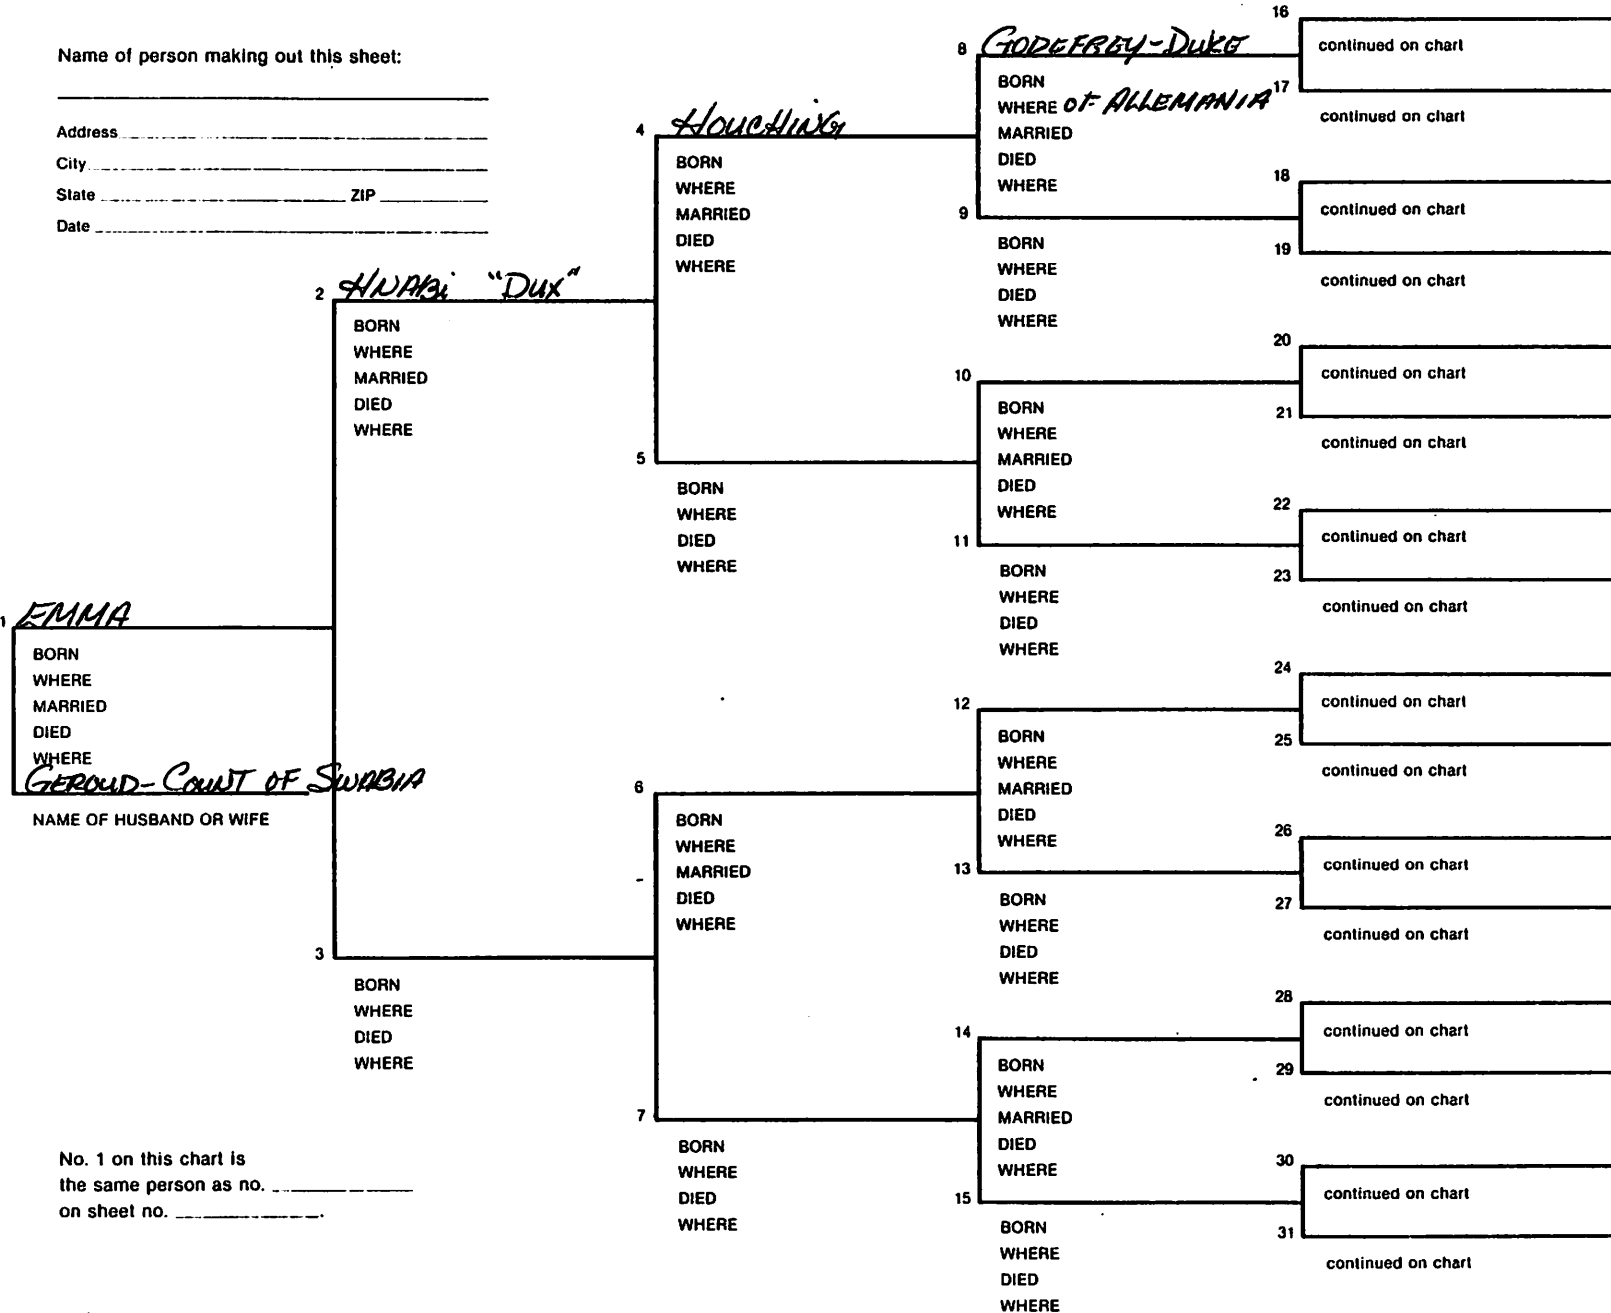 Name of person making out this sheet:
Address
City
State ZIP
Date
1 EMMA
BORN
WHERE
MARRIED
DIED
WHERE
GEROUD - COUNT OF SWABIA
NAME OF HUSBAND OR WIFE
No. 1 on this chart is
the same person as no.
on sheet no. .
2 HNABi "DUX"
BORN
WHERE
MARRIED
DIED
WHERE
3
BORN
WHERE
DIED
WHERE
4 HOUCHING
BORN
WHERE
MARRIED
DIED
WHERE
5
BORN
WHERE
DIED
WHERE
6
BORN
WHERE
MARRIED
DIED
WHERE
7
BORN
WHERE
DIED
WHERE
8 GODEFREY - DUKE
BORN
WHERE OF ALLEMANIA
MARRIED
DIED
WHERE
9
BORN
WHERE
DIED
WHERE
10
BORN
WHERE
MARRIED
DIED
WHERE
11
BORN
WHERE
DIED
WHERE
12
BORN
WHERE
MARRIED
DIED
WHERE
13
BORN
WHERE
DIED
WHERE
14
BORN
WHERE
MARRIED
DIED
WHERE
15
BORN
WHERE
DIED
WHERE
16
continued on chart
17
continued on chart
18
continued on chart
19
continued on chart
20
continued on chart
21
continued on chart
22
continued on chart
23
continued on chart
24
continued on chart
25
continued on chart
26
continued on chart
27
continued on chart
28
continued on chart
29
continued on chart
30
continued on chart
31
continued on chart